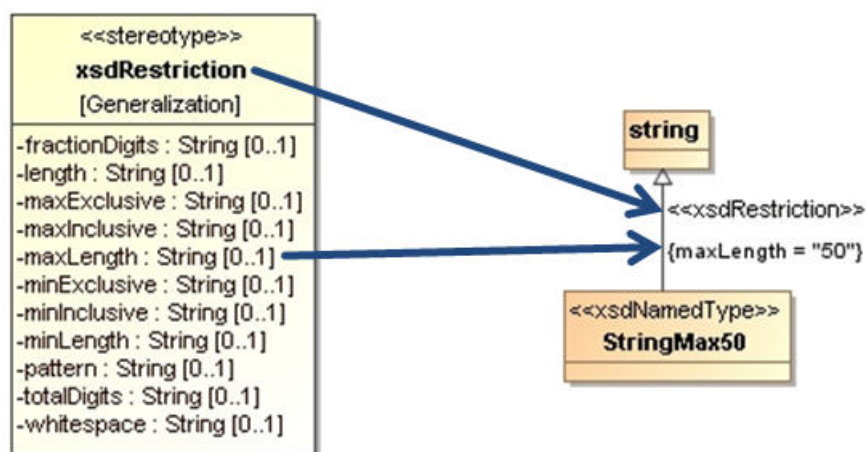 <<stereotype>>
xsdRestriction
[Generalization]
-fractionDigits : String [0..1]
-length : String [0..1]
-maxExclusive : String [0..1]
-maxInclusive : String [0..1]
-maxLength : String [0..1]
-minExclusive : String [0..1]
-minInclusive : String [0..1]
-minLength : String [0..1]
-pattern : String [0..1]
-totalDigits : String [0..1]
-whitespace : String [0..1]
string
<<xsdRestriction>>
{maxLength = "50"}
<<xsdNamedType>>
StringMax50